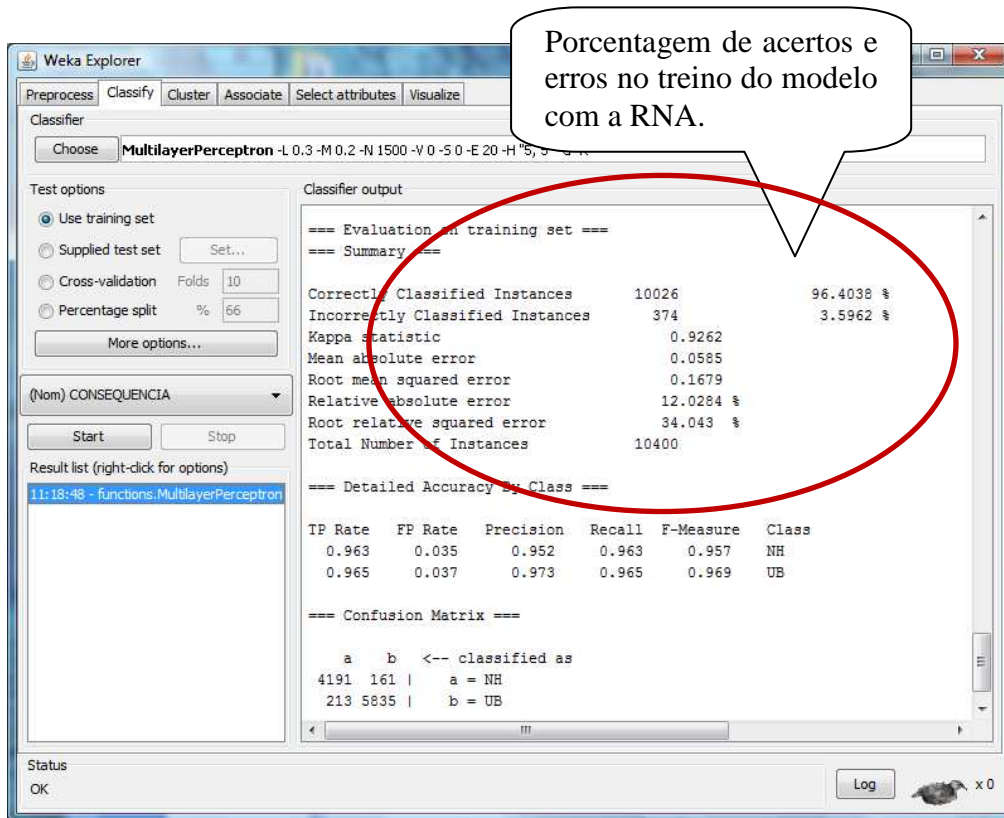 Porcentagem de acertos e
erros no treino do modelo
com a RNA.
Weka Explorer
Preprocess Classify Cluster Associate Select attributes Visualize
Classifier
Choose MultilayerPerceptron -L 0.3 -M 0.2 -N 1500 -V 0 -S 0 -E 20 -H "5, 5
Test options
Use training set
Supplied test set Set...
Cross-validation Folds 10
Percentage split % 66
More options...
(Nom) CONSEQUENCIA
Start Stop
Result list (right-click for options)
11:18:48 - functions.MultilayerPerceptron
Classifier output
=== Evaluation on training set ===
=== Summary ===
Correctly Classified Instances 10026 96.4038 %
Incorrectly Classified Instances 374 3.5962 %
Kappa statistic 0.9262
Mean absolute error 0.0585
Root mean squared error 0.1679
Relative absolute error 12.0284 %
Root relative squared error 34.043 %
Total Number of Instances 10400
=== Detailed Accuracy By Class ===
TP Rate FP Rate Precision Recall F-Measure Class
0.963 0.035 0.952 0.963 0.957 NH
0.965 0.037 0.973 0.965 0.969 UB
=== Confusion Matrix ===
a b <-- classified as
4191 161 | a = NH
213 5835 | b = UB
Status
OK
Log x 0